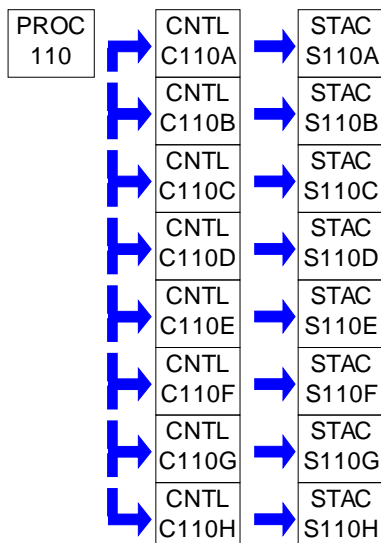 PROC
110
CNTL
C110A
STAC
S110A
CNTL
C110B
STAC
S110B
CNTL
C110C
STAC
S110C
CNTL
C110D
STAC
S110D
CNTL
C110E
STAC
S110E
CNTL
C110F
STAC
S110F
CNTL
C110G
STAC
S110G
CNTL
C110H
STAC
S110H